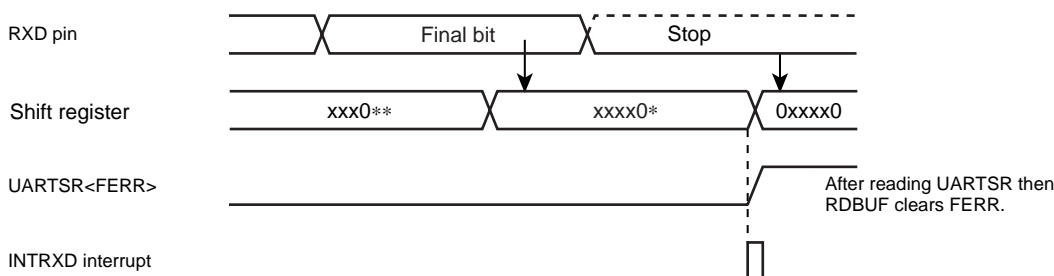 RXD pin
Final bit
Stop
Shift register
xxx0**
xxxx0*
0xxxx0
UARTSR<FERR>
After reading UARTSR then
RDBUF clears FERR.
INTRXD interrupt